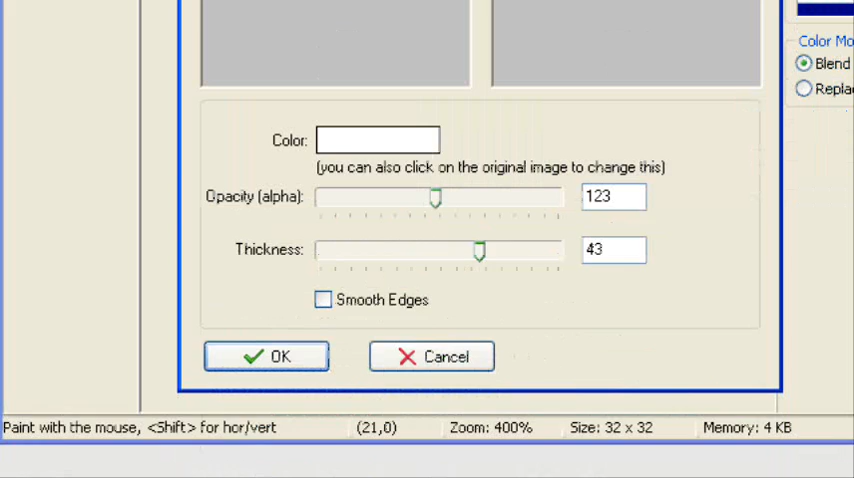 Color Mo
Blend
Repla
Color:
(you can also click on the original image to change this)
Opacity (alpha): 123
Thickness: 43
Smooth Edges
OK Cancel
Paint with the mouse, <Shift> for hor/vert (21,0) Zoom: 400% Size: 32 x 32 Memory: 4 KB